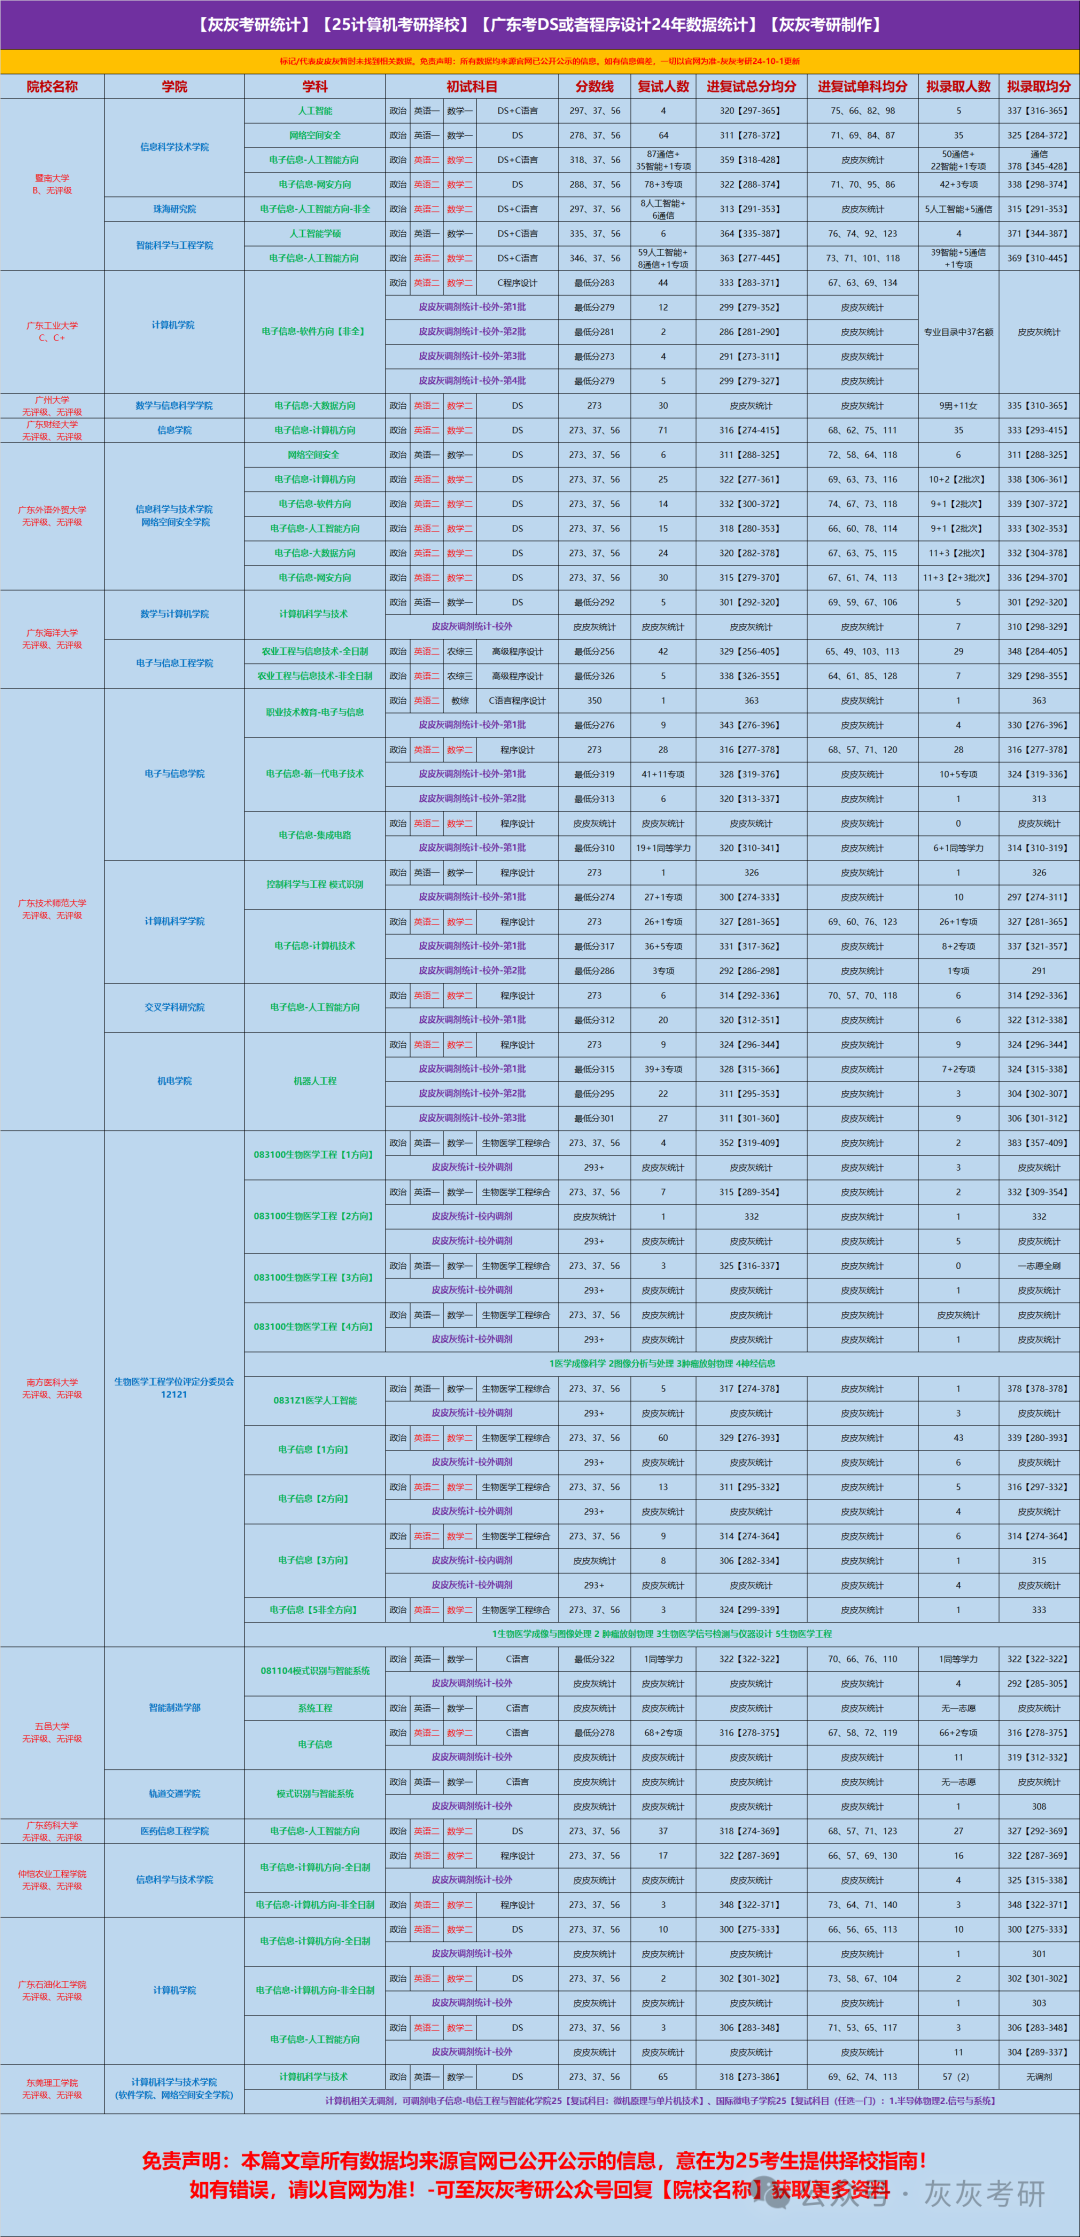 【灰灰考研统计】【25计算机考研择校】【广东考DS或者程序设计24年数据统计】【灰灰考研制作】
标记/代表皮皮灰暂时未找到相关数据。免责声明：所有数据均来源官网已公开公示的信息。如有信息偏差，一切以官网为准-灰灰考研24-10-1更新
院校名称 学院 学科 初试科目 分数线 复试人数 进复试总分均分 进复试单科均分 拟录取人数 拟录取均分
暨南大学
B、无评级
信息科学技术学院
人工智能 政治 英语一 数学一 DS+C语言 297、37、56 4 320【297-365】 75、66、82、98 5 337【316-365】
网络空间安全 政治 英语一 数学一 DS 278、37、56 64 311【278-372】 71、69、84、87 35 325【284-372】
电子信息-人工智能方向 政治 英语二 数学二 DS+C语言 318、37、56 87通信+35智能+1专项 359【318-428】 皮皮灰统计 50通信+22智能+1专项 通信378【345-428】
电子信息-网安方向 政治 英语二 数学二 DS 288、37、56 78+3专项 322【288-374】 71、70、95、86 42+3专项 338【298-374】
珠海研究院 电子信息-人工智能方向-非全 政治 英语二 数学二 DS+C语言 297、37、56 8人工智能+6通信 313【291-353】 皮皮灰统计 5人工智能+5通信 315【291-353】
智能科学与工程学院
人工智能学硕 政治 英语一 数学一 DS+C语言 335、37、56 6 364【335-387】 76、74、92、123 4 371【344-387】
电子信息-人工智能方向 政治 英语二 数学二 DS+C语言 346、37、56 59人工智能+8通信+1专项 363【277-445】 73、71、101、118 39智能+5通信+1专项 369【310-445】
广东工业大学
C、C+
计算机学院 电子信息-软件方向【非全】
政治 英语二 数学二 C程序设计 最低分283 44 333【283-371】 67、63、69、134 专业目录中37名额 皮皮灰统计
皮皮灰调剂统计-校外-第1批 最低分279 12 299【279-352】 皮皮灰统计
皮皮灰调剂统计-校外-第2批 最低分281 2 286【281-290】 皮皮灰统计
皮皮灰调剂统计-校外-第3批 最低分273 4 291【273-311】 皮皮灰统计
皮皮灰调剂统计-校外-第4批 最低分279 5 299【279-327】 皮皮灰统计
广州大学
无评级、无评级
数学与信息科学学院 电子信息-大数据方向 政治 英语二 数学二 DS 273 30 皮皮灰统计 皮皮灰统计 9男+11女 335【310-365】
广东财经大学
无评级、无评级
信息学院 电子信息-计算机方向 政治 英语二 数学二 DS 273、37、56 71 316【274-415】 68、62、75、111 35 333【293-415】
广东外语外贸大学
无评级、无评级
信息科学与技术学院
网络空间安全学院
网络空间安全 政治 英语一 数学一 DS 273、37、56 6 311【288-325】 72、58、64、118 6 311【288-325】
电子信息-计算机方向 政治 英语二 数学二 DS 273、37、56 25 322【277-361】 69、63、73、116 10+2【2批次】 338【306-361】
电子信息-软件方向 政治 英语二 数学二 DS 273、37、56 14 332【300-372】 74、67、73、118 9+1【2批次】 339【307-372】
电子信息-人工智能方向 政治 英语二 数学二 DS 273、37、56 15 318【280-353】 66、60、78、114 9+1【2批次】 333【302-353】
电子信息-大数据方向 政治 英语二 数学二 DS 273、37、56 24 320【282-378】 67、63、75、115 11+3【2批次】 332【304-378】
电子信息-网安方向 政治 英语二 数学二 DS 273、37、56 30 315【279-370】 67、61、74、113 11+3【2+3批次】 336【294-370】
广东海洋大学
无评级、无评级
数学与计算机学院 计算机科学与技术
政治 英语一 数学一 DS 最低分292 5 301【292-320】 69、59、67、106 5 301【292-320】
皮皮灰调剂统计-校外 皮皮灰统计 皮皮灰统计 皮皮灰统计 皮皮灰统计 7 310【298-329】
电子与信息工程学院
农业工程与信息技术-全日制 政治 英语二 农综三 高级程序设计 最低分256 42 329【256-405】 65、49、103、113 29 348【284-405】
农业工程与信息技术-非全日制 政治 英语二 农综三 高级程序设计 最低分326 5 338【326-355】 64、61、85、128 7 329【298-355】
广东技术师范大学
无评级、无评级
电子与信息学院
职业技术教育-电子与信息
政治 英语二 教综 C语言程序设计 350 1 363 皮皮灰统计 1 363
皮皮灰调剂统计-校外-第1批 最低分276 9 343【276-396】 皮皮灰统计 4 330【276-396】
电子信息-新一代电子技术
政治 英语二 数学二 程序设计 273 28 316【277-378】 68、57、71、120 28 316【277-378】
皮皮灰调剂统计-校外-第1批 最低分319 41+11专项 328【319-376】 皮皮灰统计 10+5专项 324【319-336】
皮皮灰调剂统计-校外-第2批 最低分313 6 320【313-337】 皮皮灰统计 1 313
电子信息-集成电路
政治 英语二 数学二 程序设计 皮皮灰统计 皮皮灰统计 皮皮灰统计 皮皮灰统计 0 皮皮灰统计
皮皮灰调剂统计-校外-第1批 最低分310 19+1同等学力 320【310-341】 皮皮灰统计 6+1同等学力 314【310-319】
计算机科学学院
控制科学与工程 模式识别
政治 英语一 数学一 程序设计 273 1 326 皮皮灰统计 1 326
皮皮灰调剂统计-校外-第1批 最低分274 27+1专项 300【274-333】 皮皮灰统计 10 297【274-311】
电子信息-计算机技术
政治 英语二 数学二 程序设计 273 26+1专项 327【281-365】 69、60、76、123 26+1专项 327【281-365】
皮皮灰调剂统计-校外-第1批 最低分317 36+5专项 331【317-362】 皮皮灰统计 8+2专项 337【321-357】
皮皮灰调剂统计-校外-第2批 最低分286 3专项 292【286-298】 皮皮灰统计 1专项 291
交叉学科研究院 电子信息-人工智能方向
政治 英语二 数学二 程序设计 273 6 314【292-336】 70、57、70、118 6 314【292-336】
皮皮灰调剂统计-校外-第1批 最低分312 20 320【312-351】 皮皮灰统计 6 322【312-338】
机电学院 机器人工程
政治 英语二 数学二 程序设计 273 9 324【296-344】 皮皮灰统计 9 324【296-344】
皮皮灰调剂统计-校外-第1批 最低分315 39+3专项 328【315-366】 皮皮灰统计 7+2专项 324【315-338】
皮皮灰调剂统计-校外-第2批 最低分295 22 311【295-353】 皮皮灰统计 3 304【302-307】
皮皮灰调剂统计-校外-第3批 最低分301 27 311【301-360】 皮皮灰统计 9 306【301-312】
南方医科大学
无评级、无评级
生物医学工程学位评定分委员会
12121
083100生物医学工程【1方向】
政治 英语一 数学一 生物医学工程综合 273、37、56 4 352【319-409】 皮皮灰统计 2 383【357-409】
皮皮灰统计-校外调剂 293+ 皮皮灰统计 皮皮灰统计 皮皮灰统计 3 皮皮灰统计
083100生物医学工程【2方向】
政治 英语一 数学一 生物医学工程综合 273、37、56 7 315【289-354】 皮皮灰统计 2 332【309-354】
皮皮灰统计-校内调剂 皮皮灰统计 1 332 皮皮灰统计 1 332
皮皮灰统计-校外调剂 293+ 皮皮灰统计 皮皮灰统计 皮皮灰统计 5 皮皮灰统计
083100生物医学工程【3方向】
政治 英语一 数学一 生物医学工程综合 273、37、56 3 325【316-337】 皮皮灰统计 0 一志愿全刷
皮皮灰统计-校外调剂 293+ 皮皮灰统计 皮皮灰统计 皮皮灰统计 1 皮皮灰统计
083100生物医学工程【4方向】
政治 英语一 数学一 生物医学工程综合 273、37、56 皮皮灰统计 皮皮灰统计 皮皮灰统计 皮皮灰统计 皮皮灰统计
皮皮灰统计-校外调剂 293+ 皮皮灰统计 皮皮灰统计 皮皮灰统计 1 皮皮灰统计
1医学成像科学 2图像分析与处理 3肿瘤放射物理 4神经信息
0831Z1医学人工智能
政治 英语一 数学一 生物医学工程综合 273、37、56 5 317【274-378】 皮皮灰统计 1 378【378-378】
皮皮灰统计-校外调剂 293+ 皮皮灰统计 皮皮灰统计 皮皮灰统计 3 皮皮灰统计
电子信息【1方向】
政治 英语二 数学二 生物医学工程综合 273、37、56 60 329【276-393】 皮皮灰统计 43 339【280-393】
皮皮灰统计-校外调剂 293+ 皮皮灰统计 皮皮灰统计 皮皮灰统计 6 皮皮灰统计
电子信息【2方向】
政治 英语二 数学二 生物医学工程综合 273、37、56 13 311【295-332】 皮皮灰统计 5 316【297-332】
皮皮灰统计-校外调剂 293+ 皮皮灰统计 皮皮灰统计 皮皮灰统计 4 皮皮灰统计
电子信息【3方向】
政治 英语二 数学二 生物医学工程综合 273、37、56 9 314【274-364】 皮皮灰统计 6 314【274-364】
皮皮灰统计-校内调剂 皮皮灰统计 8 306【282-334】 皮皮灰统计 1 315
皮皮灰统计-校外调剂 293+ 皮皮灰统计 皮皮灰统计 皮皮灰统计 4 皮皮灰统计
电子信息【5非全方向】 政治 英语二 数学二 生物医学工程综合 273、37、56 3 324【299-339】 皮皮灰统计 1 333
1生物医学成像与图像处理 2 肿瘤放射物理 3生物医学信号检测与仪器设计 5生物医学工程
五邑大学
无评级、无评级
智能制造学部
081104模式识别与智能系统
政治 英语一 数学一 C语言 最低分322 1同等学力 322【322-322】 70、66、76、110 1同等学力 322【322-322】
皮皮灰调剂统计-校外 皮皮灰统计 皮皮灰统计 皮皮灰统计 皮皮灰统计 4 292【285-305】
系统工程 政治 英语一 数学一 C语言 皮皮灰统计 皮皮灰统计 皮皮灰统计 皮皮灰统计 无一志愿 皮皮灰统计
电子信息
政治 英语二 数学二 C语言 最低分278 68+2专项 316【278-375】 67、58、72、119 66+2专项 316【278-375】
皮皮灰调剂统计-校外 皮皮灰统计 皮皮灰统计 皮皮灰统计 皮皮灰统计 11 319【312-332】
轨道交通学院 模式识别与智能系统
政治 英语一 数学一 C语言 皮皮灰统计 皮皮灰统计 皮皮灰统计 皮皮灰统计 无一志愿 皮皮灰统计
皮皮灰调剂统计-校外 皮皮灰统计 皮皮灰统计 皮皮灰统计 皮皮灰统计 1 308
广东药科大学
无评级、无评级
医药信息工程学院 电子信息-人工智能方向 政治 英语二 数学二 DS 273、37、56 37 318【274-369】 68、57、71、123 27 327【292-369】
仲恺农业工程学院
无评级、无评级
信息科学与技术学院
电子信息-计算机方向-全日制
政治 英语二 数学二 程序设计 273、37、56 17 322【287-369】 66、57、69、130 16 322【287-369】
皮皮灰调剂统计-校外 皮皮灰统计 皮皮灰统计 皮皮灰统计 皮皮灰统计 4 325【315-338】
电子信息-计算机方向-非全日制 政治 英语二 数学二 程序设计 273、37、56 3 348【322-371】 73、64、71、140 3 348【322-371】
广东石油化工学院
无评级、无评级
计算机学院
电子信息-计算机方向-全日制
政治 英语二 数学二 DS 273、37、56 10 300【275-333】 66、56、65、113 10 300【275-333】
皮皮灰调剂统计-校外 皮皮灰统计 皮皮灰统计 皮皮灰统计 皮皮灰统计 1 301
电子信息-计算机方向-非全日制
政治 英语二 数学二 DS 273、37、56 2 302【301-302】 73、58、67、104 2 302【301-302】
皮皮灰调剂统计-校外 皮皮灰统计 皮皮灰统计 皮皮灰统计 皮皮灰统计 1 303
电子信息-人工智能方向
政治 英语二 数学二 DS 273、37、56 3 306【283-348】 71、53、65、117 3 306【283-348】
皮皮灰调剂统计-校外 皮皮灰统计 皮皮灰统计 皮皮灰统计 皮皮灰统计 11 304【289-337】
东莞理工学院
无评级、无评级
计算机科学与技术学院
(软件学院、网络空间安全学院)
计算机科学与技术 政治 英语一 数学一 DS 273、37、56 65 318【273-386】 69、62、74、113 57（2） 无调剂
计算机相关无调剂，可调剂电子信息-电信工程与智能化学院25【复试科目：微机原理与单片机技术】、国际微电子学院25【复试科目（任选一门）：1.半导体物理2.信号与系统】
免责声明：本篇文章所有数据均来源官网已公开公示的信息，意在为25考生提供择校指南！
如有错误，请以官网为准！-可至灰灰考研公众号回复【院校名称】获取更多资料
公众号 · 灰灰考研